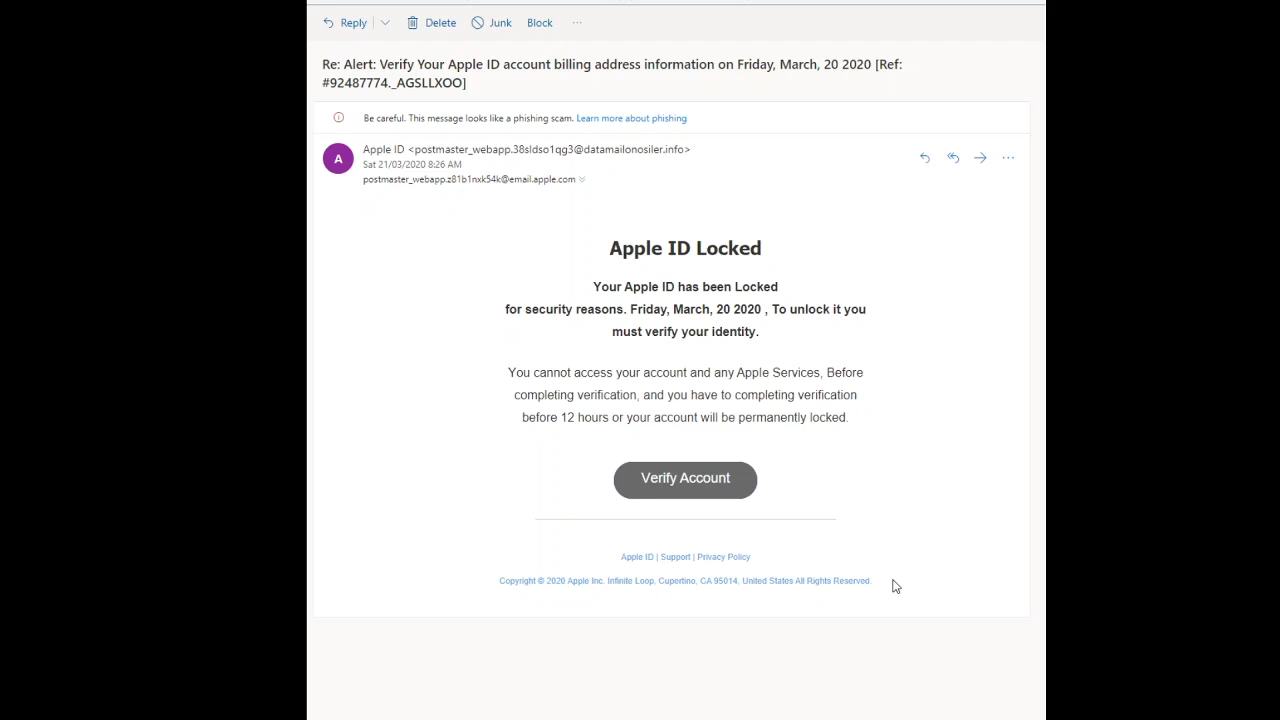 Reply Delete Junk Block ...
Re: Alert: Verify Your Apple ID account billing address information on Friday, March, 20 2020 [Ref:
#92487774._AGSLLXOO]
Be careful. This message looks like a phishing scam. Learn more about phishing
A
Apple ID <postmaster_webapp.38sldso1qg3@datamailonosiler.info>
Sat 21/03/2020 8:26 AM
postmaster_webapp.z81b1nxk54k@email.apple.com
Apple ID Locked
Your Apple ID has been Locked
for security reasons. Friday, March, 20 2020 , To unlock it you
must verify your identity.
You cannot access your account and any Apple Services, Before
completing verification, and you have to completing verification
before 12 hours or your account will be permanently locked.
Verify Account
Apple ID | Support | Privacy Policy
Copyright © 2020 Apple Inc. Infinite Loop, Cupertino, CA 95014, United States All Rights Reserved.